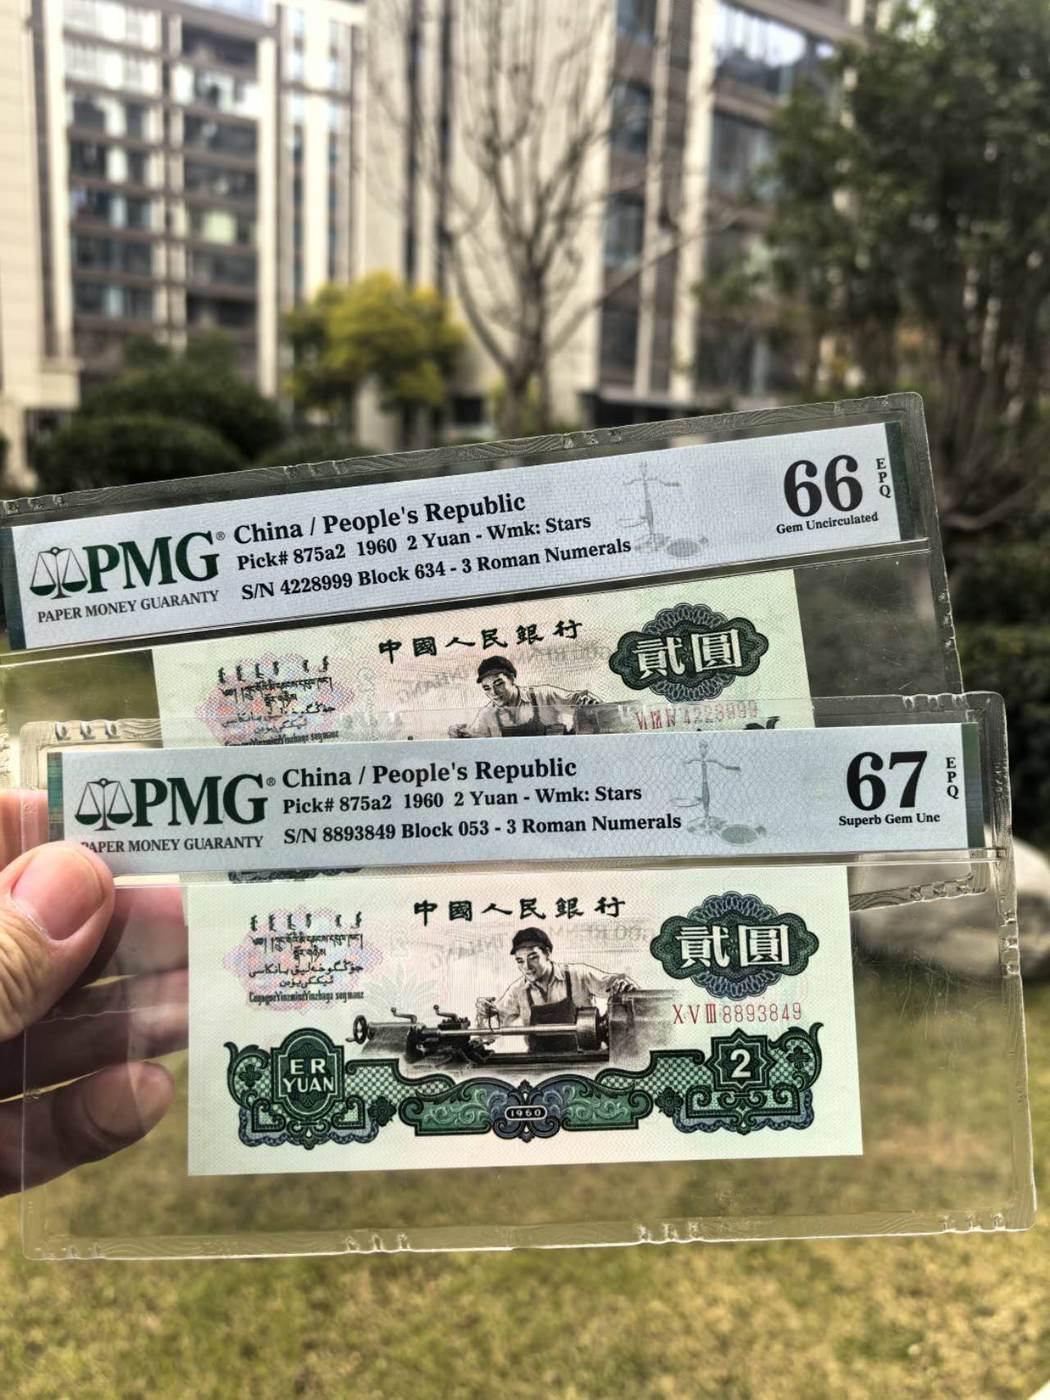 PMG®
PAPER MONEY GUARANTY
China / People's Republic
Pick# 875a2 1960 2 Yuan - Wmk: Stars
S/N 4228999 Block 634 - 3 Roman Numerals
66
EPQ
Gem Uncirculated
中國人民銀行
貳圓
4228999
PMG®
PAPER MONEY GUARANTY
China / People's Republic
Pick# 875a2 1960 2 Yuan - Wmk: Stars
S/N 8893849 Block 053 - 3 Roman Numerals
67
EPQ
Superb Gem Unc
中國人民銀行
貳圓
X V III 8893849
ER
YUAN
1960
2